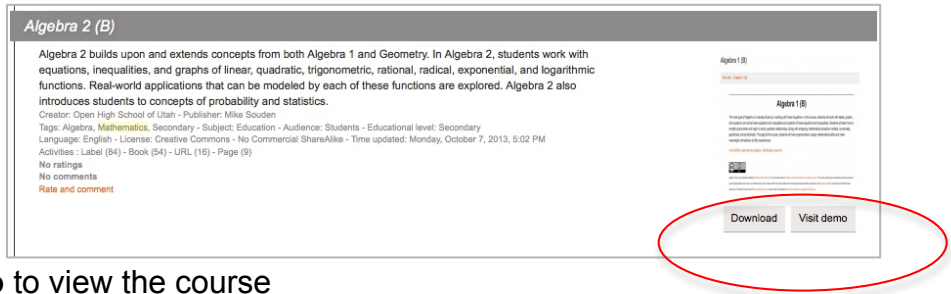 Algebra 2 (B)
Algebra 2 builds upon and extends concepts from both Algebra 1 and Geometry. In Algebra 2, students work with
equations, inequalities, and graphs of linear, quadratic, trigonometric, rational, radical, exponential, and logarithmic
functions. Real-world applications that can be modeled by each of these functions are explored. Algebra 2 also
introduces students to concepts of probability and statistics.
Creator: Open High School of Utah - Publisher: Mike Souden
Tags: Algebra, Mathematics, Secondary - Subject: Education - Audience: Students - Educational level: Secondary
Language: English - License: Creative Commons - No Commercial ShareAlike - Time updated: Monday, October 7, 2013, 5:02 PM
Activities : Label (84) - Book (54) - URL (16) - Page (9)
No ratings
No comments
Rate and comment
Algebra 1 (B)
Algebra 1 (B)
Download Visit demo
to view the course